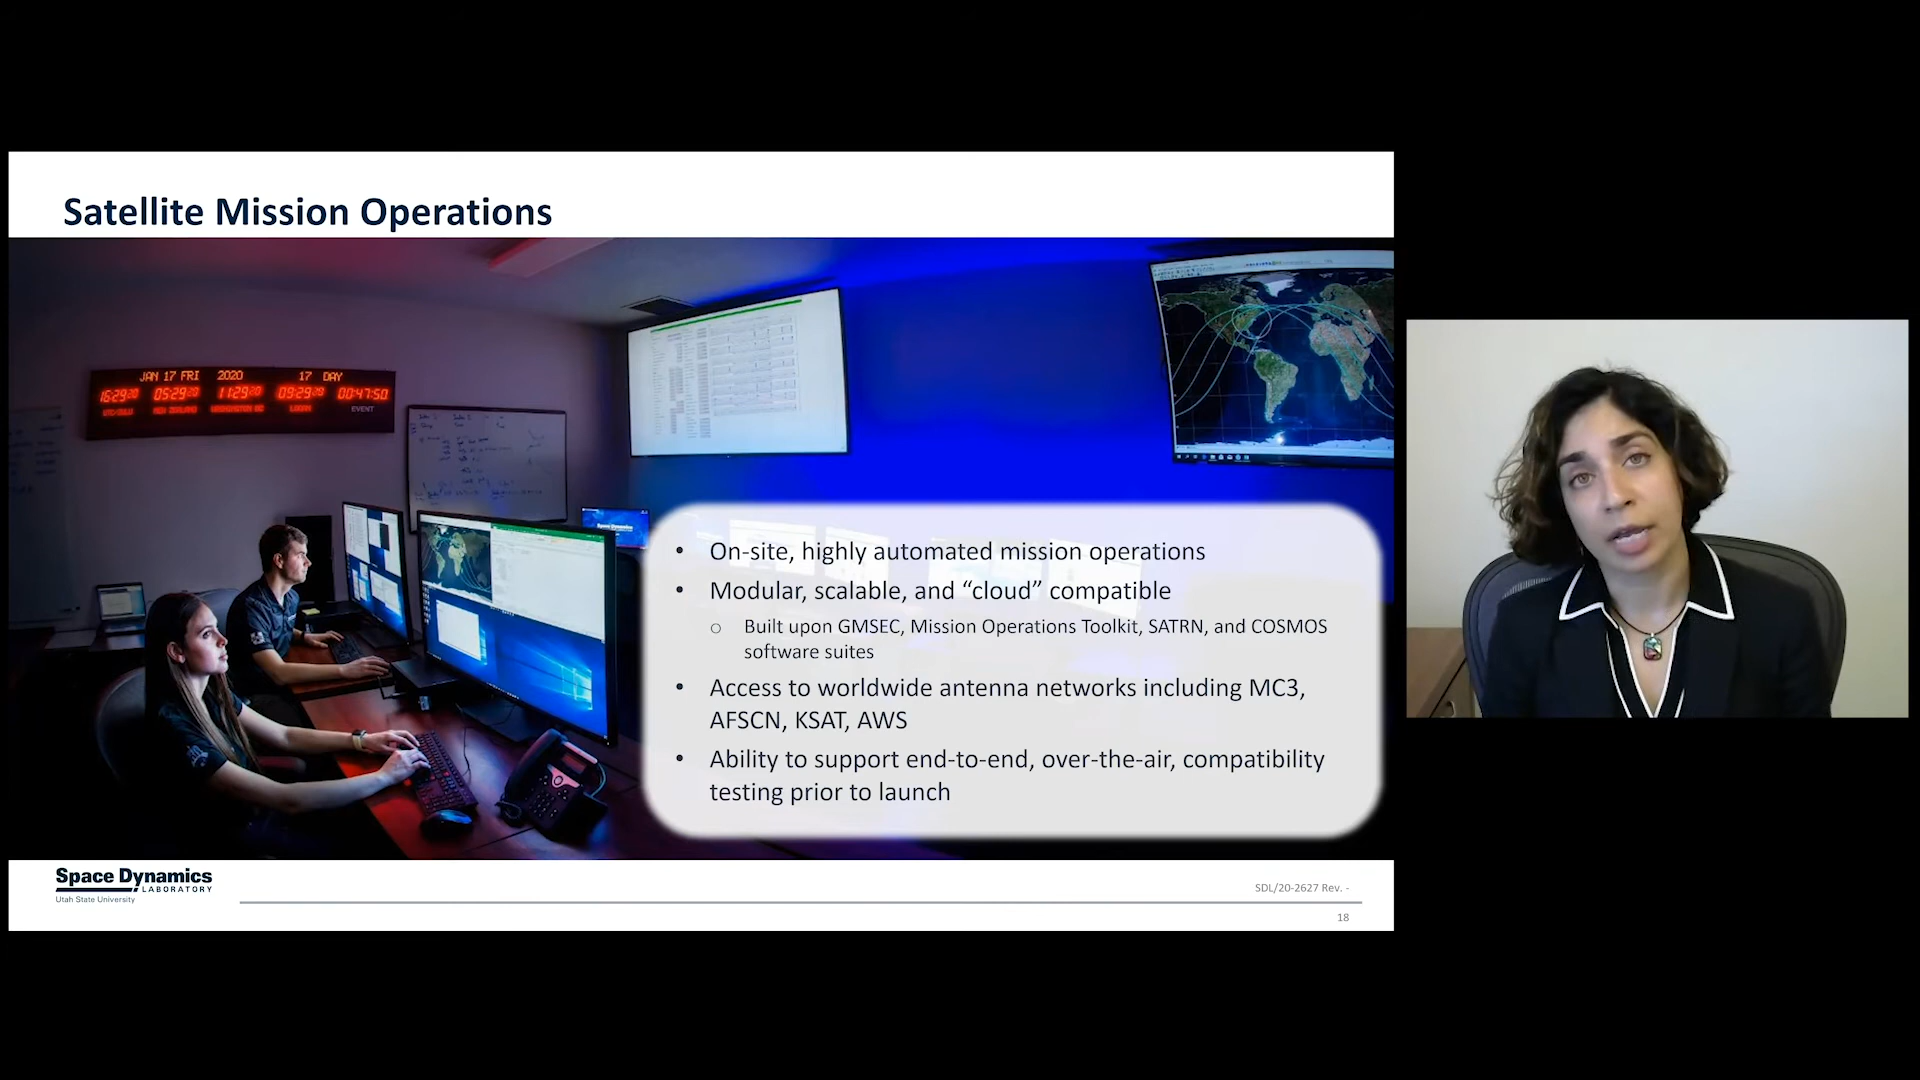 Satellite Mission Operations
JAN 17 FRI 2020 17 DAY
16:29:20 05:29:20 11:29:20 09:29:20 00:47:50
NEW ZEALAND WASHINGTON DC LOGAN EVENT
Space Dynamics
• On-site, highly automated mission operations
• Modular, scalable, and “cloud” compatible
○ Built upon GMSEC, Mission Operations Toolkit, SATRN, and COSMOS
software suites
• Access to worldwide antenna networks including MC3,
AFSCN, KSAT, AWS
• Ability to support end-to-end, over-the-air, compatibility
testing prior to launch
Space Dynamics
LABORATORY
Utah State University
SDL/20-2627 Rev. -
18